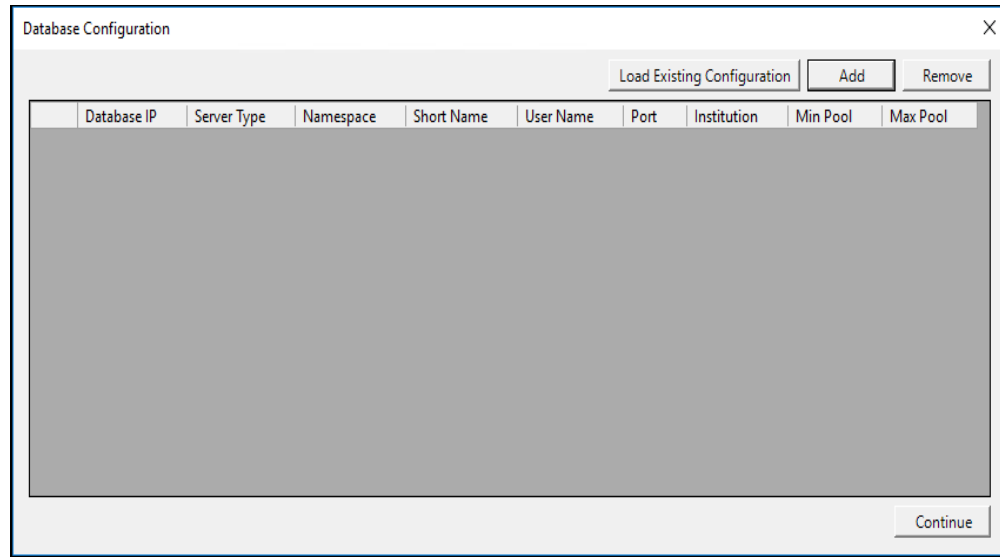 Database Configuration
Load Existing Configuration Add Remove
Database IP Server Type Namespace Short Name User Name Port Institution Min Pool Max Pool
Continue